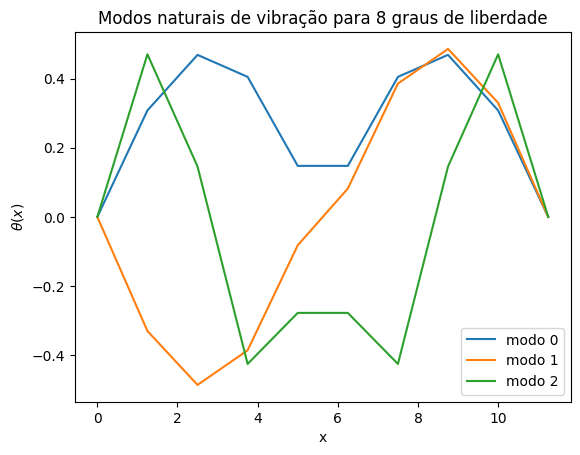 Modos naturais de vibração para 8 graus de liberdade
θ(x)
0.4
0.2
0.0
−0.2
−0.4
0 2 4 6 8 10
x
modo 0
modo 1
modo 2